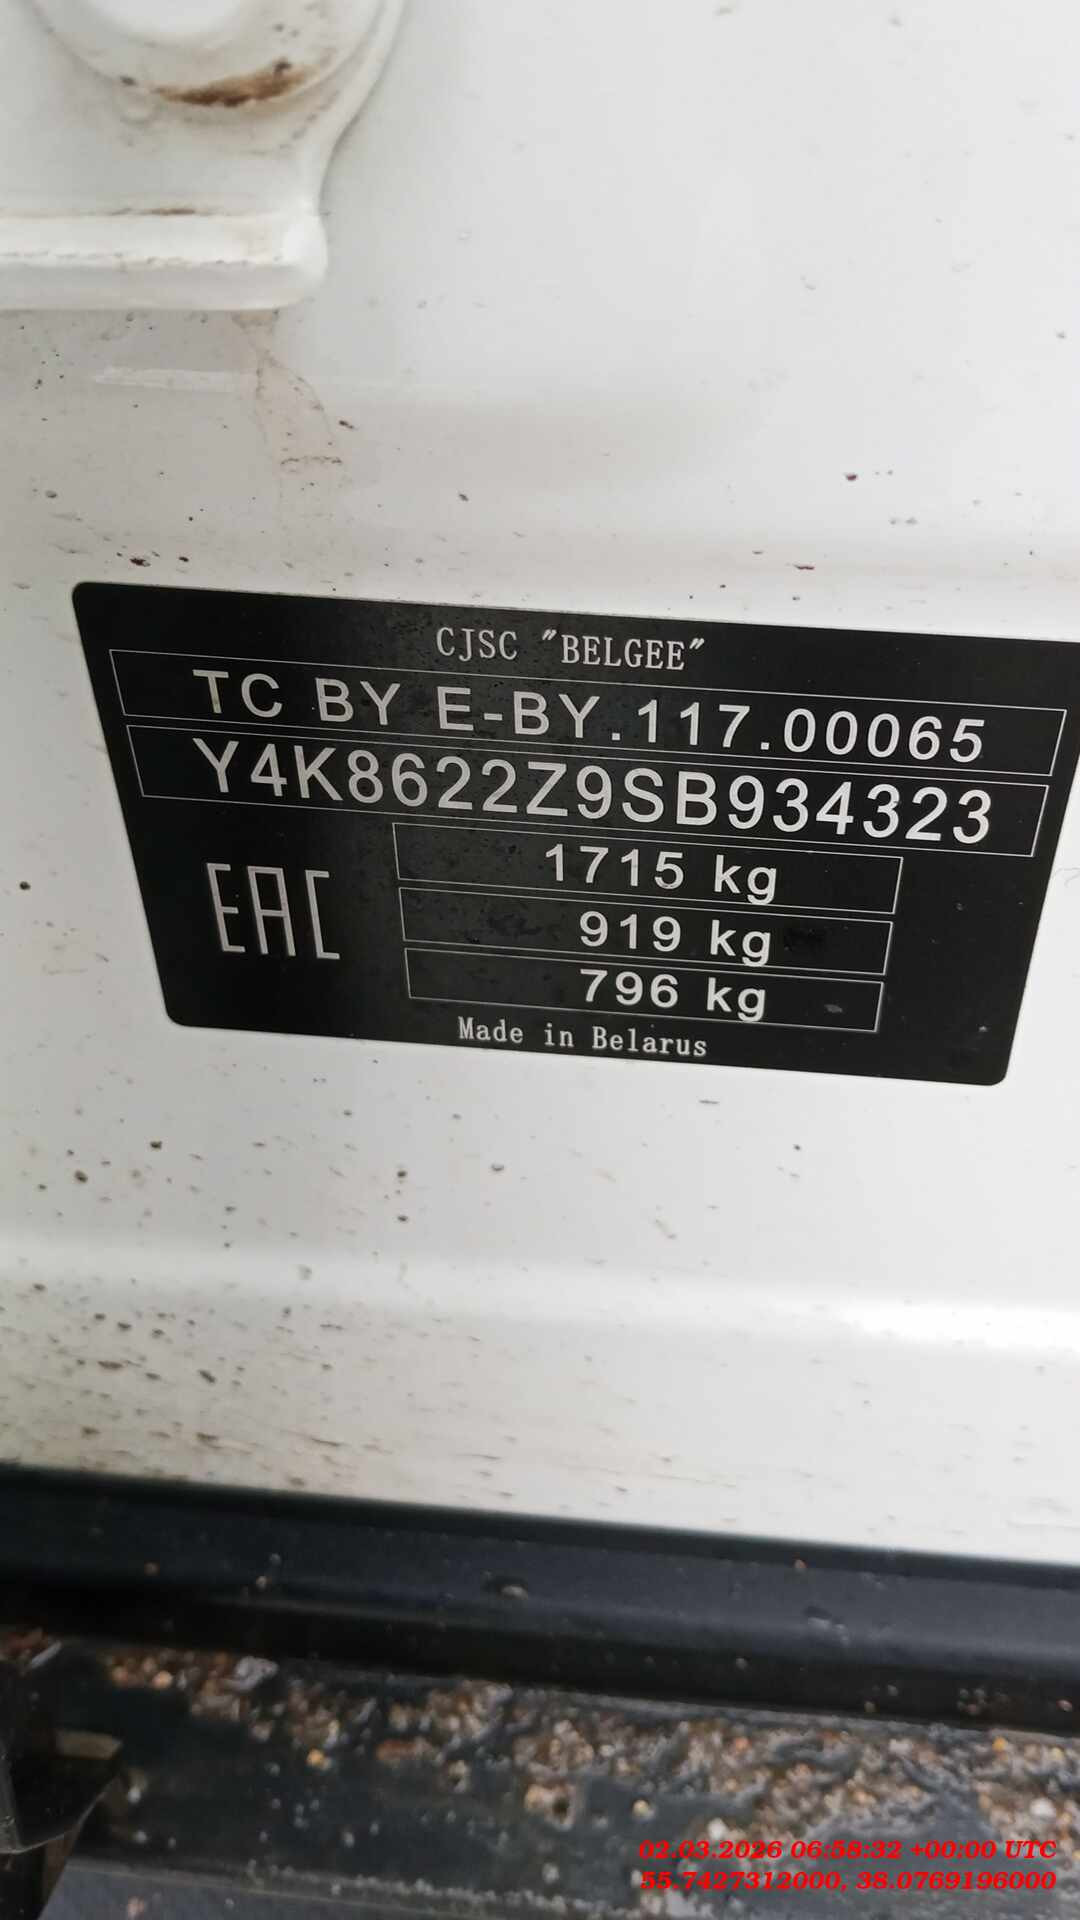 CJSC "BELGEE"
TC BY E-BY.117.00065
Y4K8622Z9SB934323
1715 kg
EAC
919 kg
796 kg
Made in Belarus
02.03.2026 06:58:32 +00:00 UTC
55.7427312000, 38.0769196000